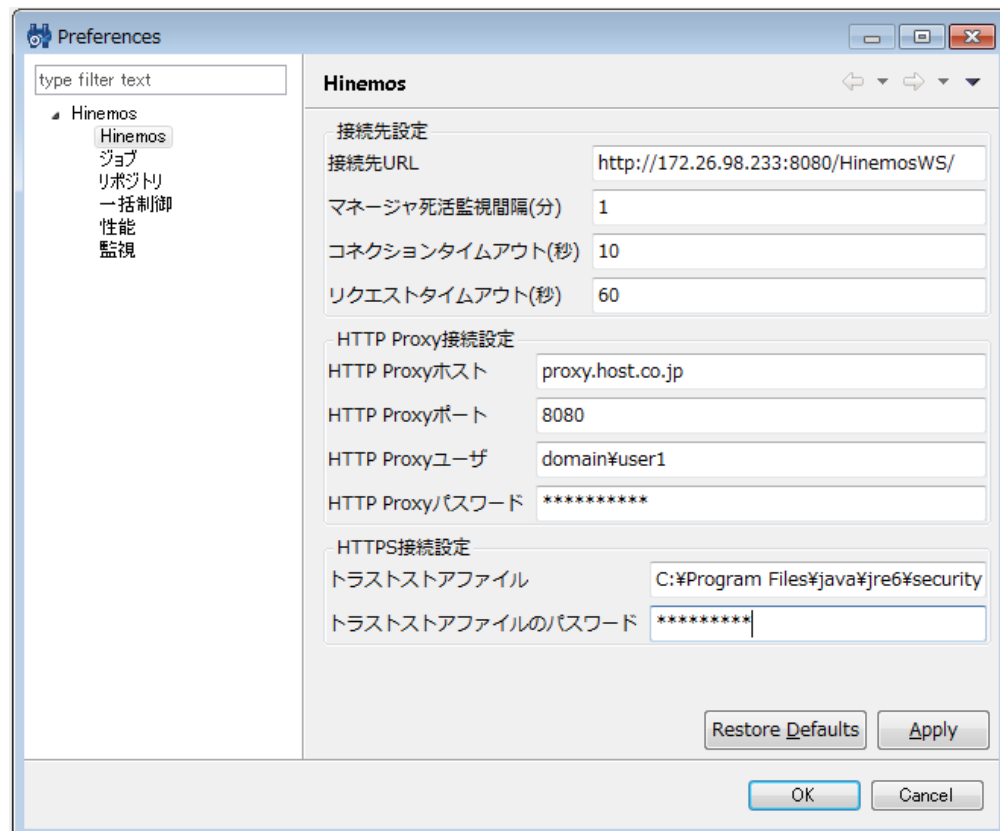 Preferences
type filter text
Hinemos
Hinemos
ジョブ
リポジトリ
一括制御
性能
監視
Hinemos
接続先設定
接続先URL http://172.26.98.233:8080/HinemosWS/
マネージャ死活監視間隔(分) 1
コネクションタイムアウト(秒) 10
リクエストタイムアウト(秒) 60
HTTP Proxy接続設定
HTTP Proxyホスト proxy.host.co.jp
HTTP Proxyポート 8080
HTTP Proxyユーザ domain¥user1
HTTP Proxyパスワード **********
HTTPS接続設定
トラストストアファイル C:¥Program Files¥java¥jre6¥security
トラストストアファイルのパスワード *********
Restore Defaults Apply
OK Cancel